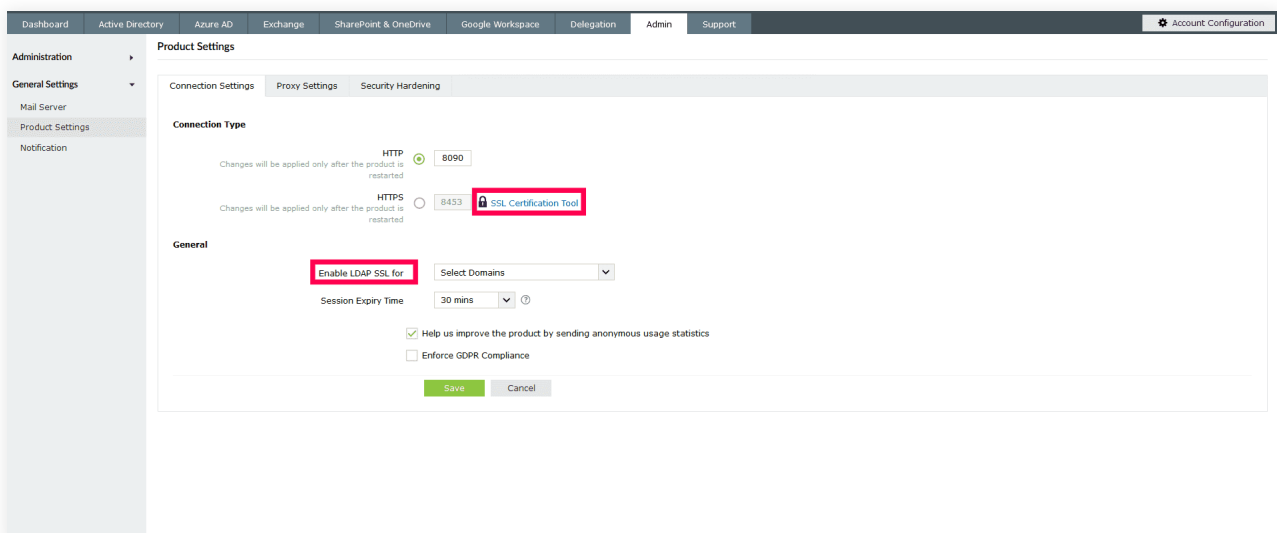 Dashboard Active Directory Azure AD Exchange SharePoint & OneDrive Google Workspace Delegation Admin Support Account Configuration
Administration
General Settings
Mail Server
Product Settings
Notification
Product Settings
Connection Settings Proxy Settings Security Hardening
Connection Type
HTTP 8090
Changes will be applied only after the product is
restarted
HTTPS 8453 SSL Certification Tool
Changes will be applied only after the product is
restarted
General
Enable LDAP SSL for Select Domains
Session Expiry Time 30 mins ?
Help us improve the product by sending anonymous usage statistics
Enforce GDPR Compliance
Save Cancel